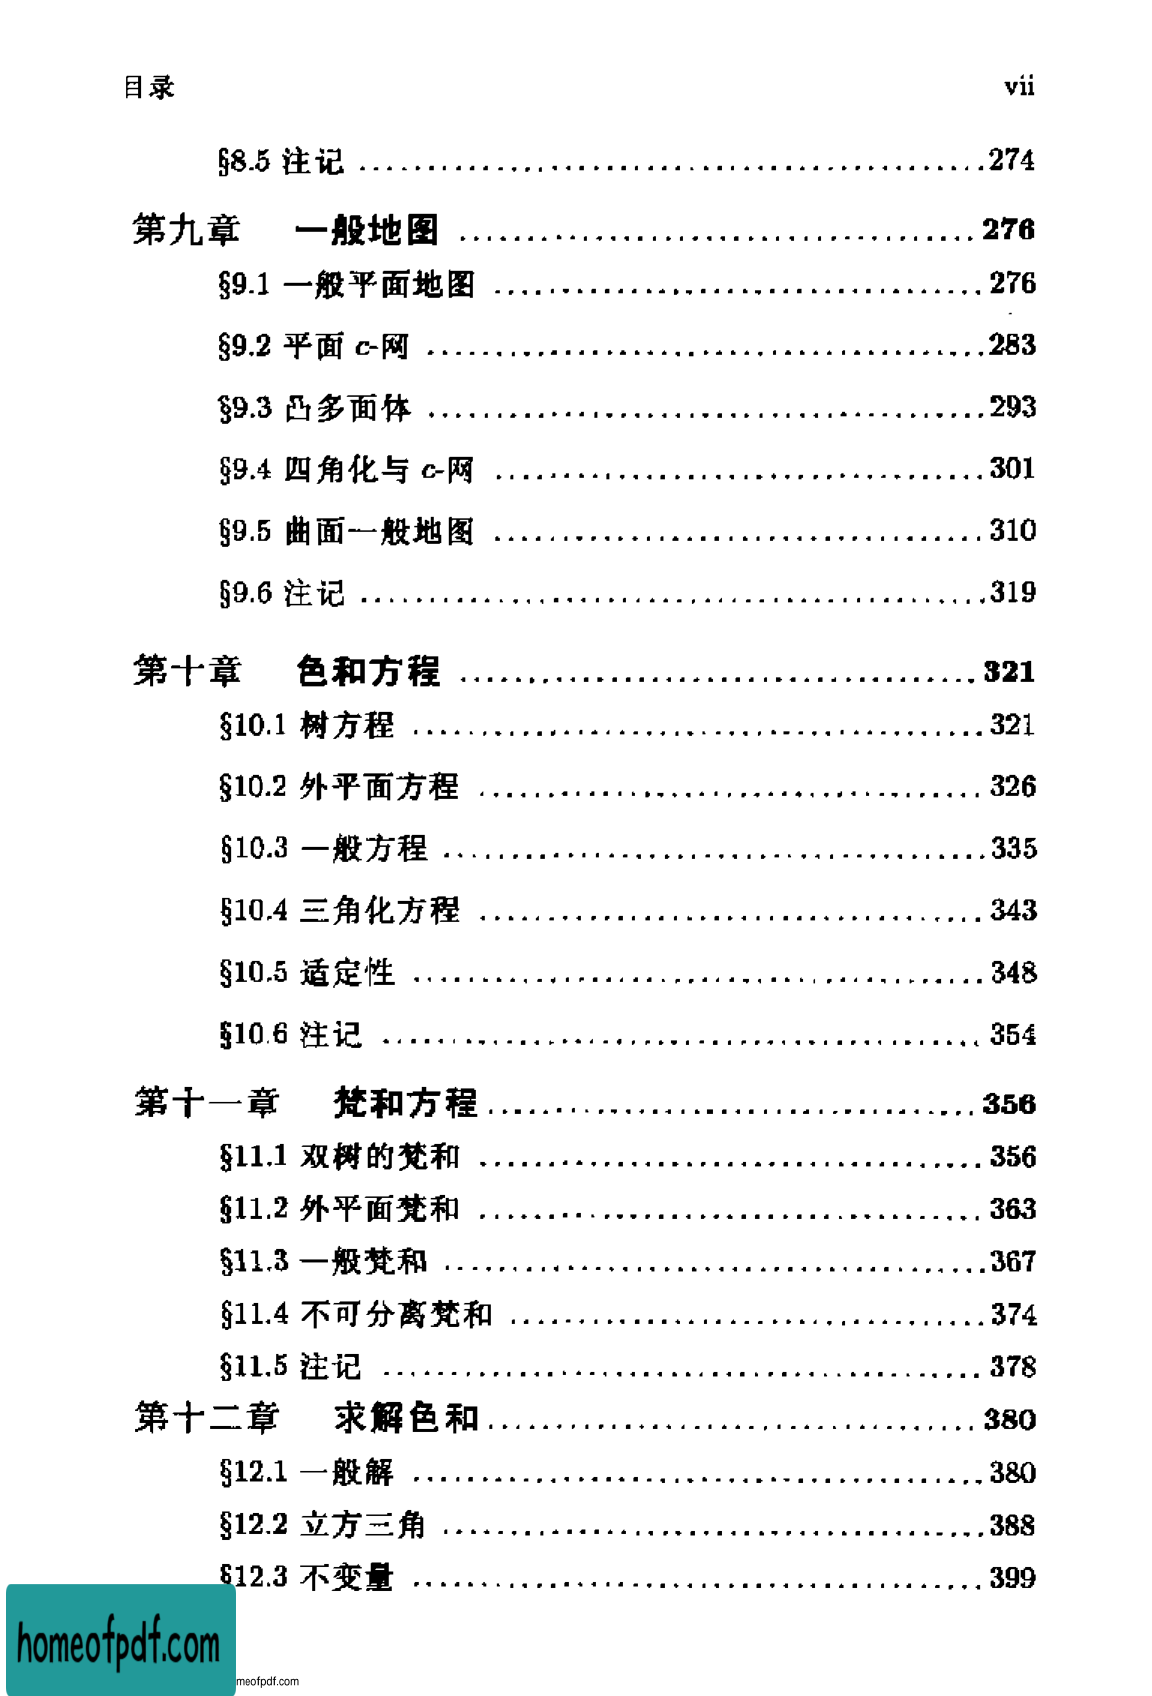 目录 vii
§8.5 注记 ........ 274
第九章 一般地图 ........ 276
§9.1 一般平面地图 ........ 276
§9.2 平面 c-网 ........ 283
§9.3 凸多面体 ........ 293
§9.4 四角化与 c-网 ........ 301
§9.5 曲面一般地图 ........ 310
§9.6 注记 ........ 319
第十章 色和方程 ........ 321
§10.1 树方程 ........ 321
§10.2 外平面方程 ........ 326
§10.3 一般方程 ........ 335
§10.4 三角化方程 ........ 343
§10.5 适定性 ........ 348
§10.6 注记 ........ 354
第十一章 梵和方程 ........ 356
§11.1 双树的梵和 ........ 356
§11.2 外平面梵和 ........ 363
§11.3 一般梵和 ........ 367
§11.4 不可分离梵和 ........ 374
§11.5 注记 ........ 378
第十二章 求解色和 ........ 380
§12.1 一般解 ........ 380
§12.2 立方三角 ........ 388
§12.3 不变量 ........ 399
homeofpdf.com
meofpdf.com